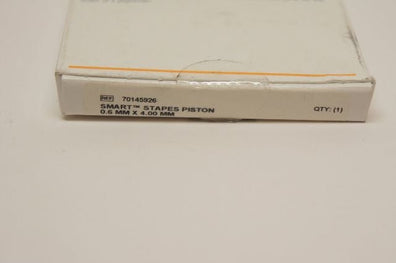 REF 70145926
SMART™ STAPES PISTON QTY: (1)
0.6 MM X 4.00 MM